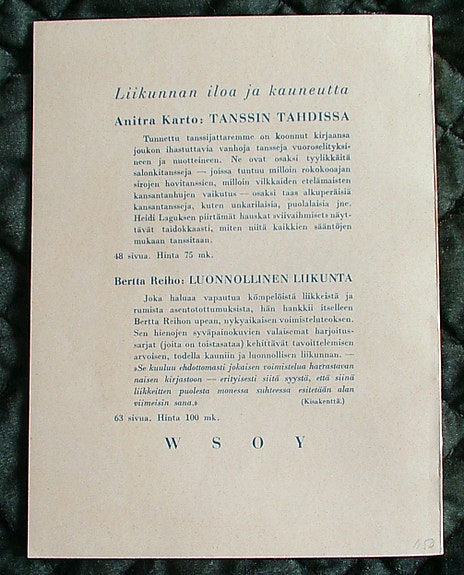 Liikunnan iloa ja kauneutta
Anitra Karto: TANSSIN TAHDISSA
Tunnettu tanssijattaremme on koonnut kirjaansa
joukon ihastuttavia vanhoja tansseja vuoroselityksi-
neen ja nuotteineen. Ne ovat osaksi tyylikkäitä
salonkitansseja — joissa tuntuu milloin rokokooajan
sirojen hovitanssien, milloin vilkkaiden etelämaisten
kansantanhujen vaikutus — osaksi taas alkuperäisiä
kansantansseja, kuten unkarilaisia, puolalaisia jne.
Heidi Laguksen piirtämät hauskat sviivaihmisets näyt-
tävät taidokkaasti, miten niitä kaikkien sääntöjen
mukaan tanssitaan.
48 sivua. Hinta 75 mk.
Bertta Reiho: LUONNOLLINEN LIIKUNTA
Joka haluaa vapautua kömpelöistä liikkeistä ja
rumista asentotottumuksista, hän hankkii itselleen
Bertta Reihon upean, nykyaikaisen voimisteluteoksen.
Sen hienojen syväpainokuvien valaisemat harjoitus-
sarjat (joita on toistasataa) kehittävät tavoittelemisen
arvoisen, todella kauniin ja luonnollisen liikunnan. —
»Se kuuluu ehdottomasti jokaisen voimistelua harrastavan
naisen kirjastoon — erityisesti siitä syystä, että siinä
liikkeitten puolesta monessa suhteessa esitetään alan
viimeisin sana.» (Kisakenttä.)
63 sivua. Hinta 100 mk.
W S O Y